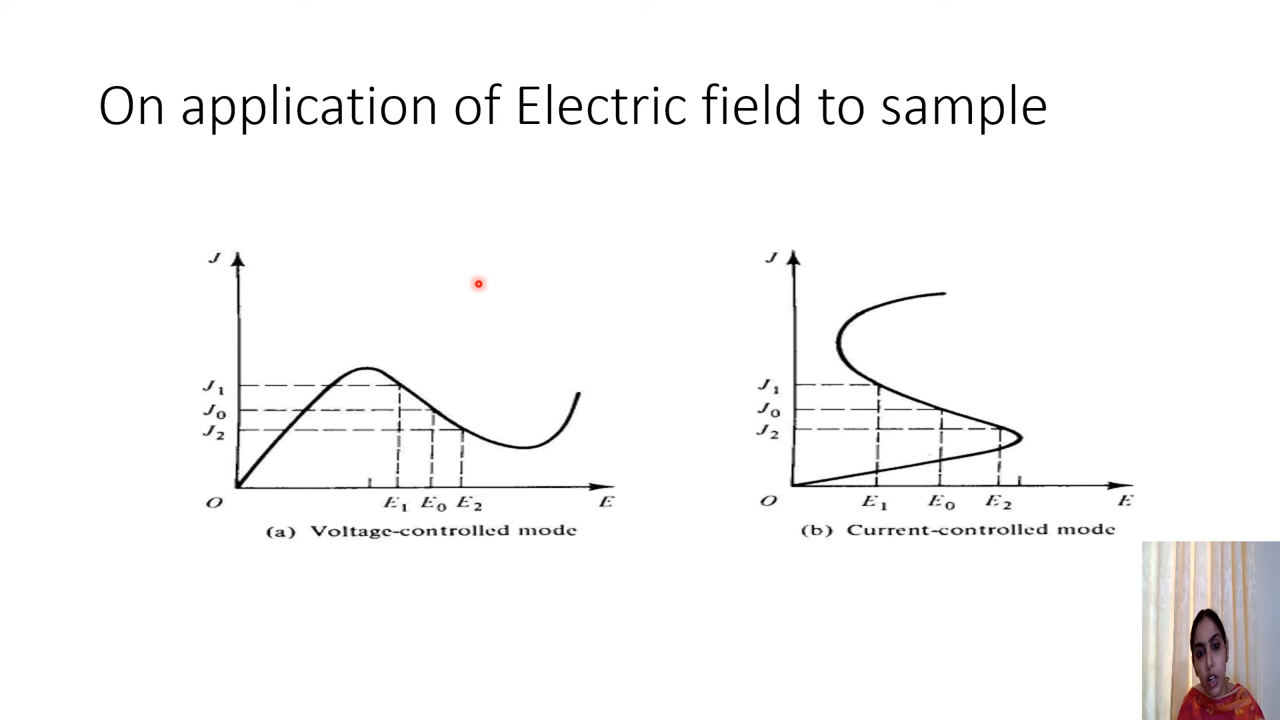 On application of Electric field to sample
J
J1
J0
J2
O
E1 E0 E2 E
(a) Voltage-controlled mode
J
J1
J0
J2
O
E1 E0 E2 E
(b) Current-controlled mode